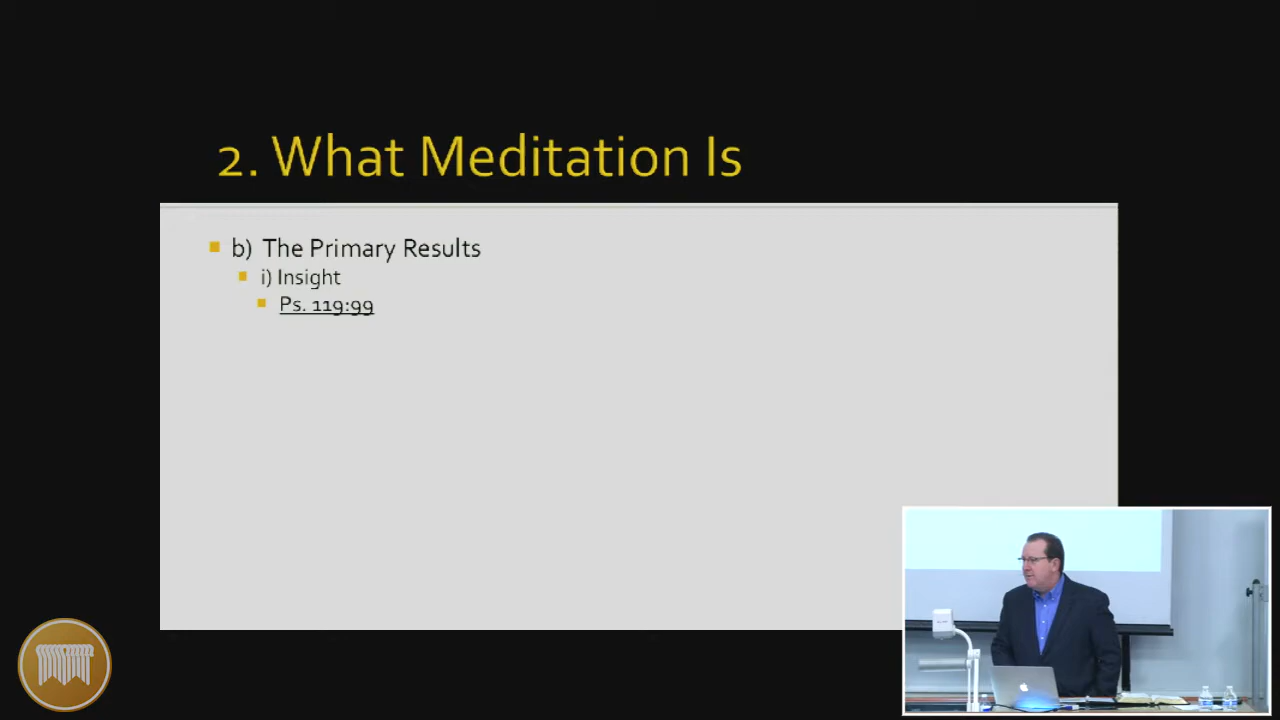 2. What Meditation Is
b) The Primary Results
i) Insight
Ps. 119:99